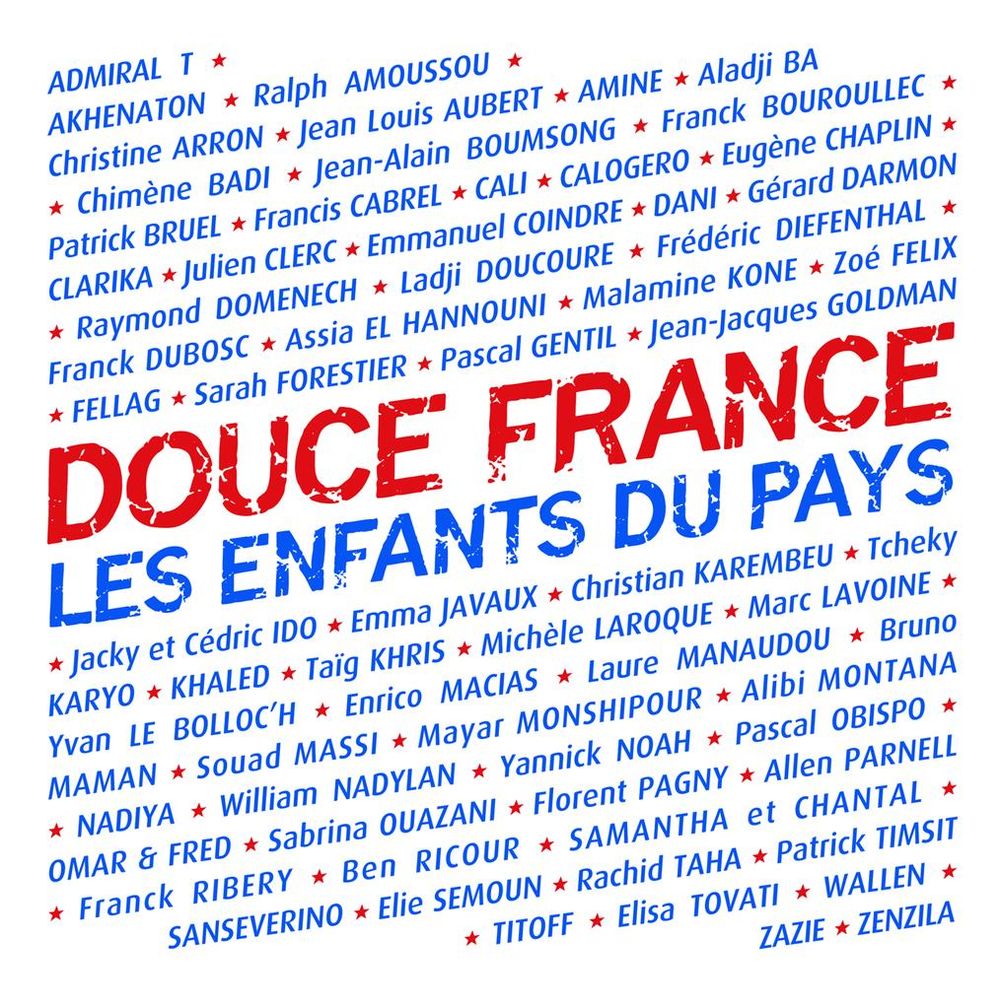 ADMIRAL T ★
AKHENATON ★ Ralph AMOUSSOU ★
Christine ARRON ★ Jean Louis AUBERT ★ AMINE ★ Aladji BA
★ Chimène BADI ★ Jean-Alain BOUMSONG ★ Franck BOUROULLEC ★
Patrick BRUEL ★ Francis CABREL ★ CALI ★ CALOGERO ★ Eugène CHAPLIN ★
CLARIKA ★ Julien CLERC ★ Emmanuel COINDRE ★ DANI ★ Gérard DARMON
★ Raymond DOMENECH ★ Ladji DOUCOURE ★ Frédéric DIEFENTHAL ★
Franck DUBOSC ★ Assia EL HANNOUNI ★ Malamine KONE ★ Zoé FELIX
★ FELLAG ★ Sarah FORESTIER ★ Pascal GENTIL ★ Jean-Jacques GOLDMAN
DOUCE FRANCE
LES ENFANTS DU PAYS
★ Jacky et Cédric IDO ★ Emma JAVAUX ★ Christian KAREMBEU ★ Tcheky
KARYO ★ KHALED ★ Taïg KHRIS ★ Michèle LAROQUE ★ Marc LAVOINE ★
Yvan LE BOLLOC'H ★ Enrico MACIAS ★ Laure MANAUDOU ★ Bruno
MAMAN ★ Souad MASSI ★ Mayar MONSHIPOUR ★ Alibi MONTANA
★ NADIYA ★ William NADYLAN ★ Yannick NOAH ★ Pascal OBISPO ★
OMAR & FRED ★ Sabrina OUAZANI ★ Florent PAGNY ★ Allen PARNELL
★ Franck RIBERY ★ Ben RICOUR ★ SAMANTHA et CHANTAL ★
SANSEVERINO ★ Elie SEMOUN ★ Rachid TAHA ★ Patrick TIMSIT
★ TITOFF ★ Elisa TOVATI ★ WALLEN ★
ZAZIE ★ ZENZILA